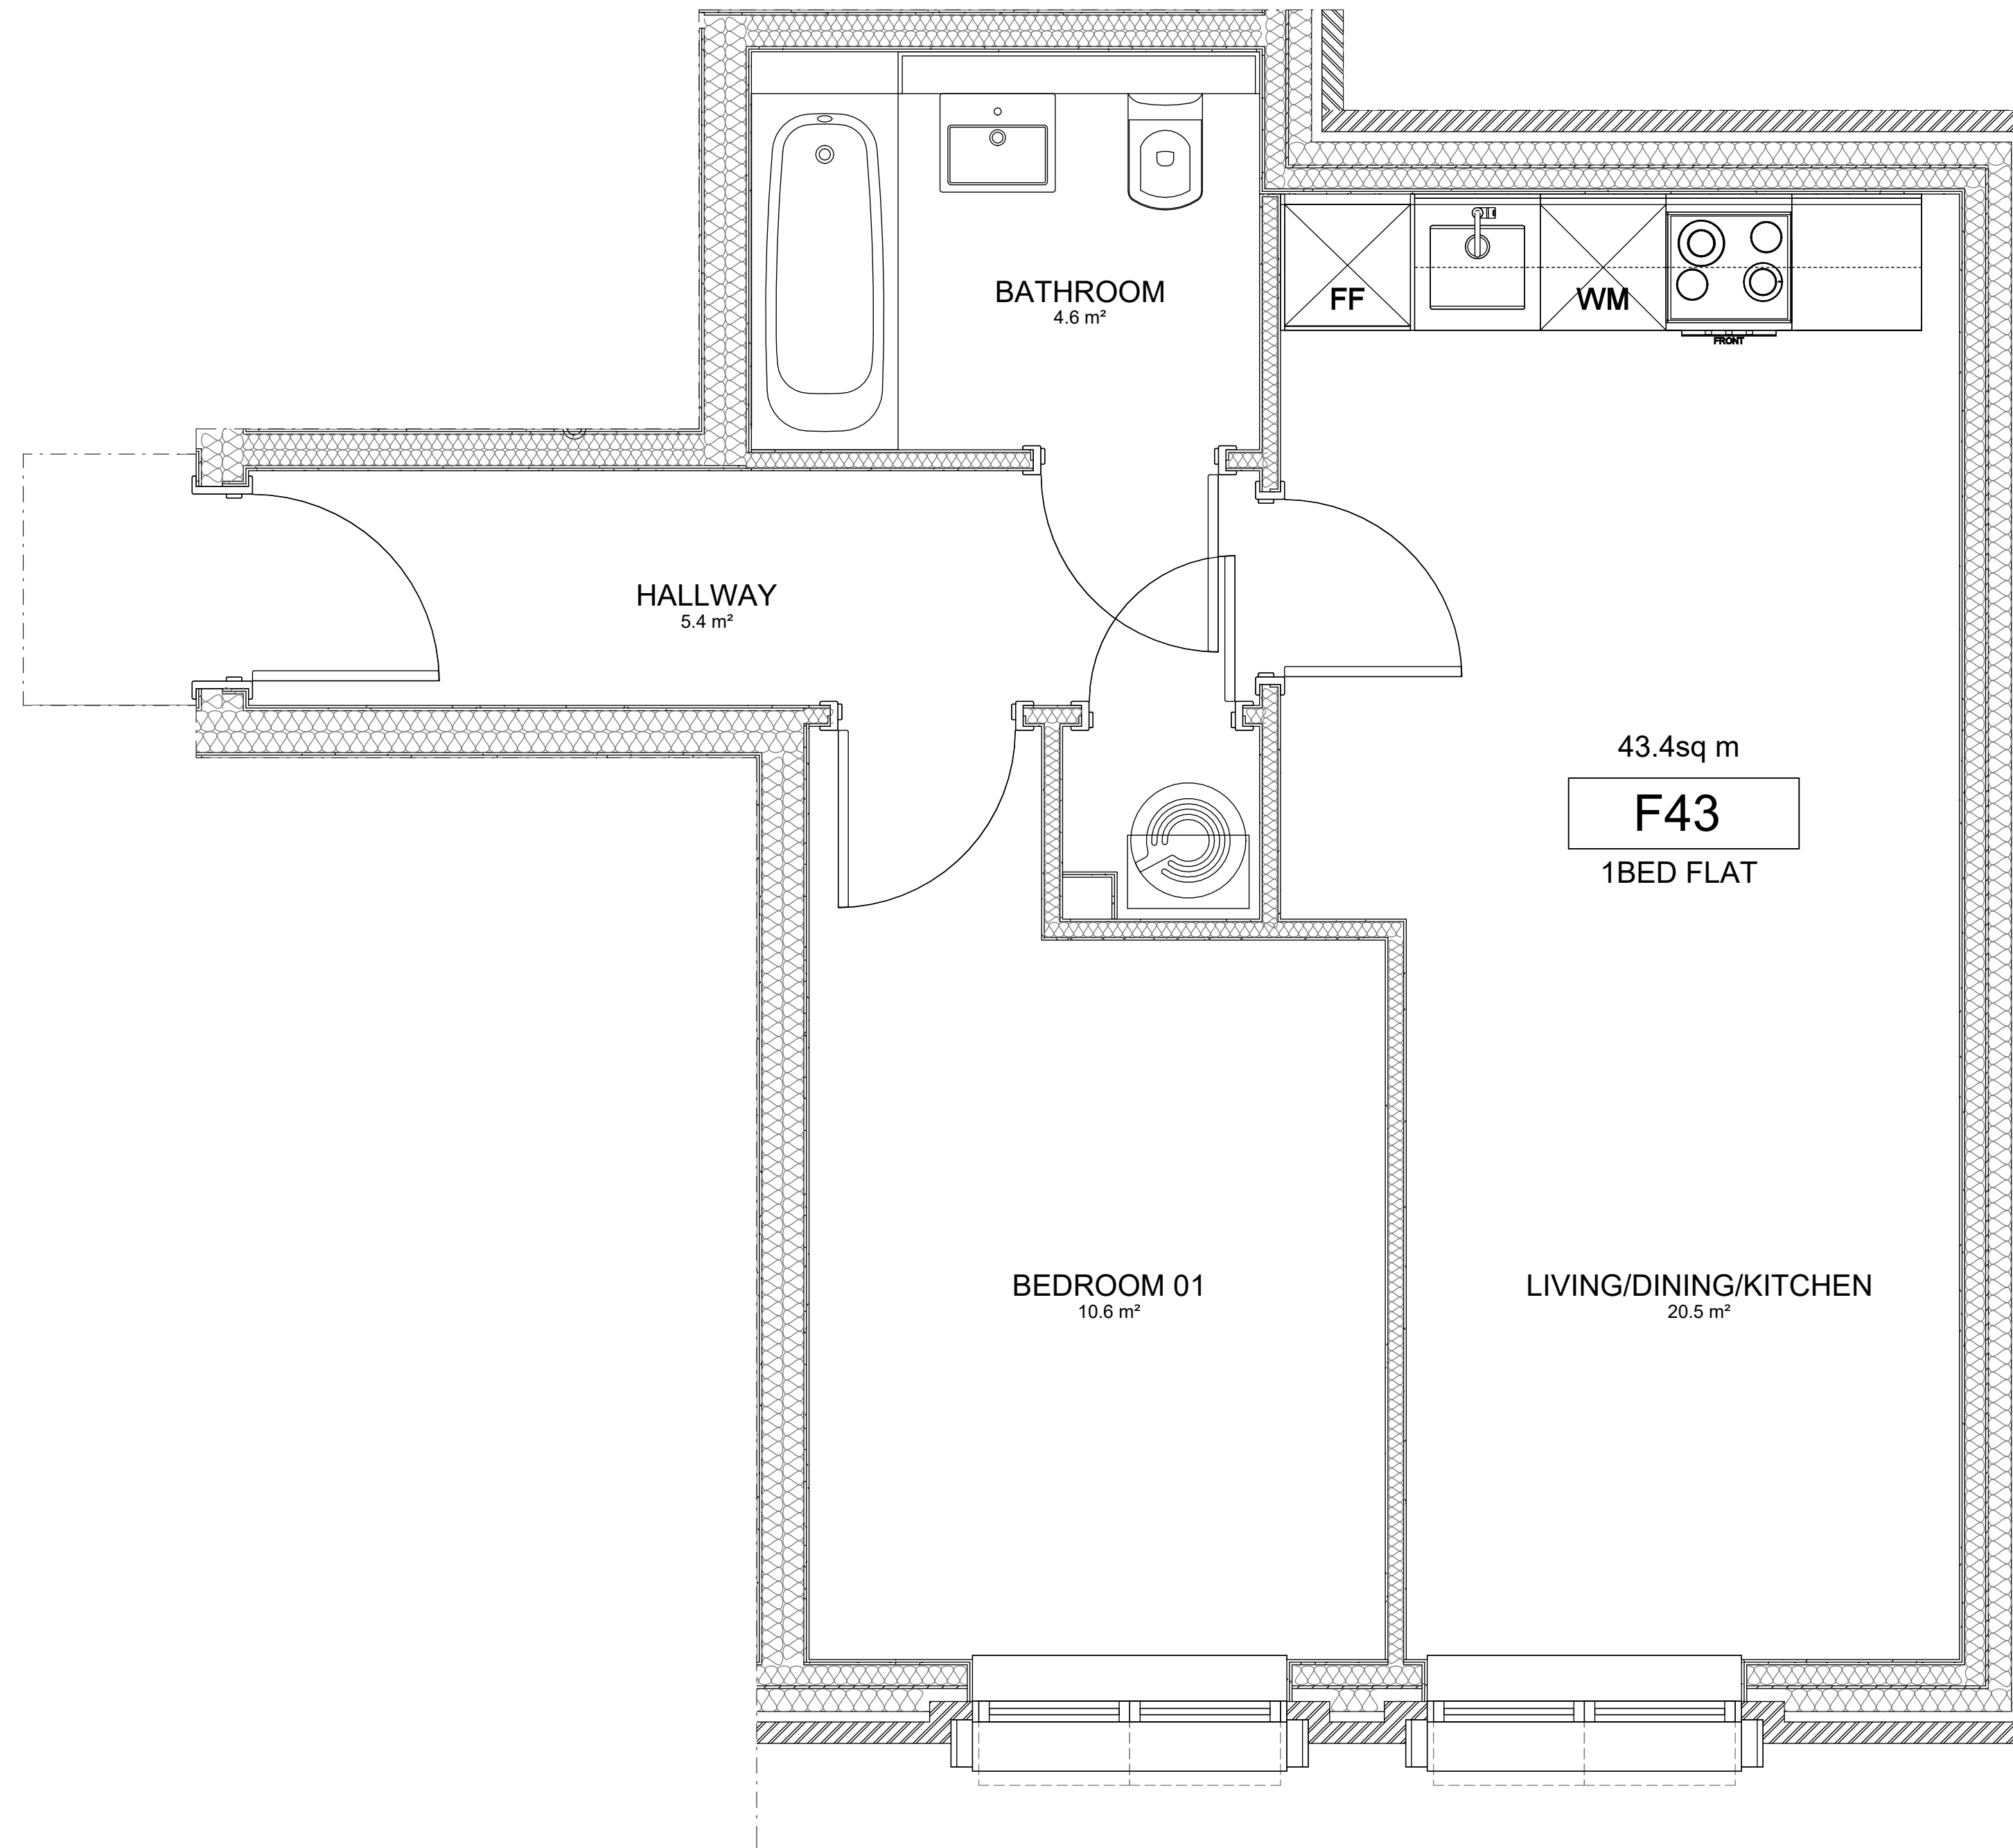 BATHROOM
4.6 m²
FF
WM
FRONT
HALLWAY
5.4 m²
43.4sq m
F43
1BED FLAT
BEDROOM 01
10.6 m²
LIVING/DINING/KITCHEN
20.5 m²